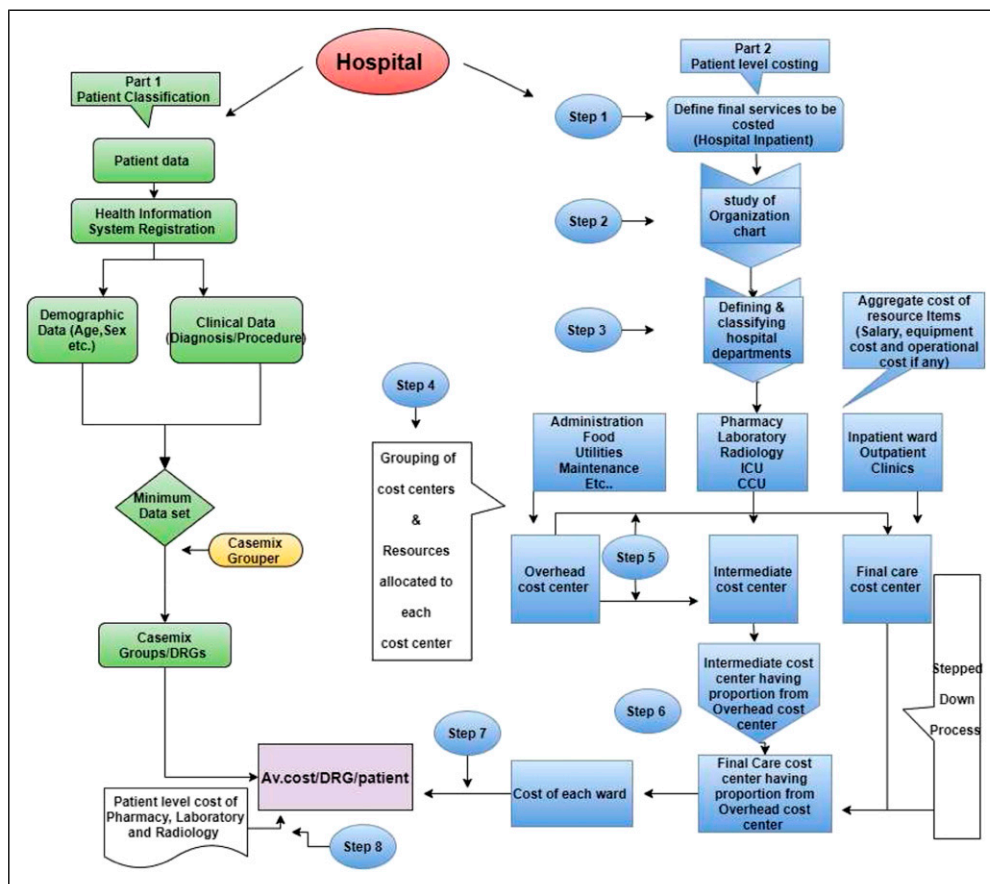 Hospital
Part 1
Patient Classification
Patient data
Health Information
System Registration
Demographic
Data (Age,Sex
etc.)
Clinical Data
(Diagnosis/Procedure)
Minimum
Data set
Casemix
Grouper
Casemix
Groups/DRGs
Part 2
Patient level costing
Step 1
Define final services to be
costed
(Hospital Inpatient)
Step 2
study of
Organization
chart
Step 3
Defining &
classifying
hospital
departments
Aggregate cost of
resource Items
(Salary, equipment
cost and operational
cost if any)
Step 4
Grouping of
cost centers
&
Resources
allocated to
each
cost center
Administration
Food
Utilities
Maintenance
Etc..
Pharmacy
Laboratory
Radiology
ICU
CCU
Inpatient ward
Outpatient
Clinics
Overhead
cost center
Step 5
Intermediate
cost center
Final care
cost center
Stepped
Down
Process
Intermediate cost
center having
proportion from
Overhead cost
center
Step 6
Final Care cost
center having
proportion from
Overhead cost
center
Step 7
Cost of each ward
Av.cost/DRG/patient
Patient level cost of
Pharmacy, Laboratory
and Radiology
Step 8